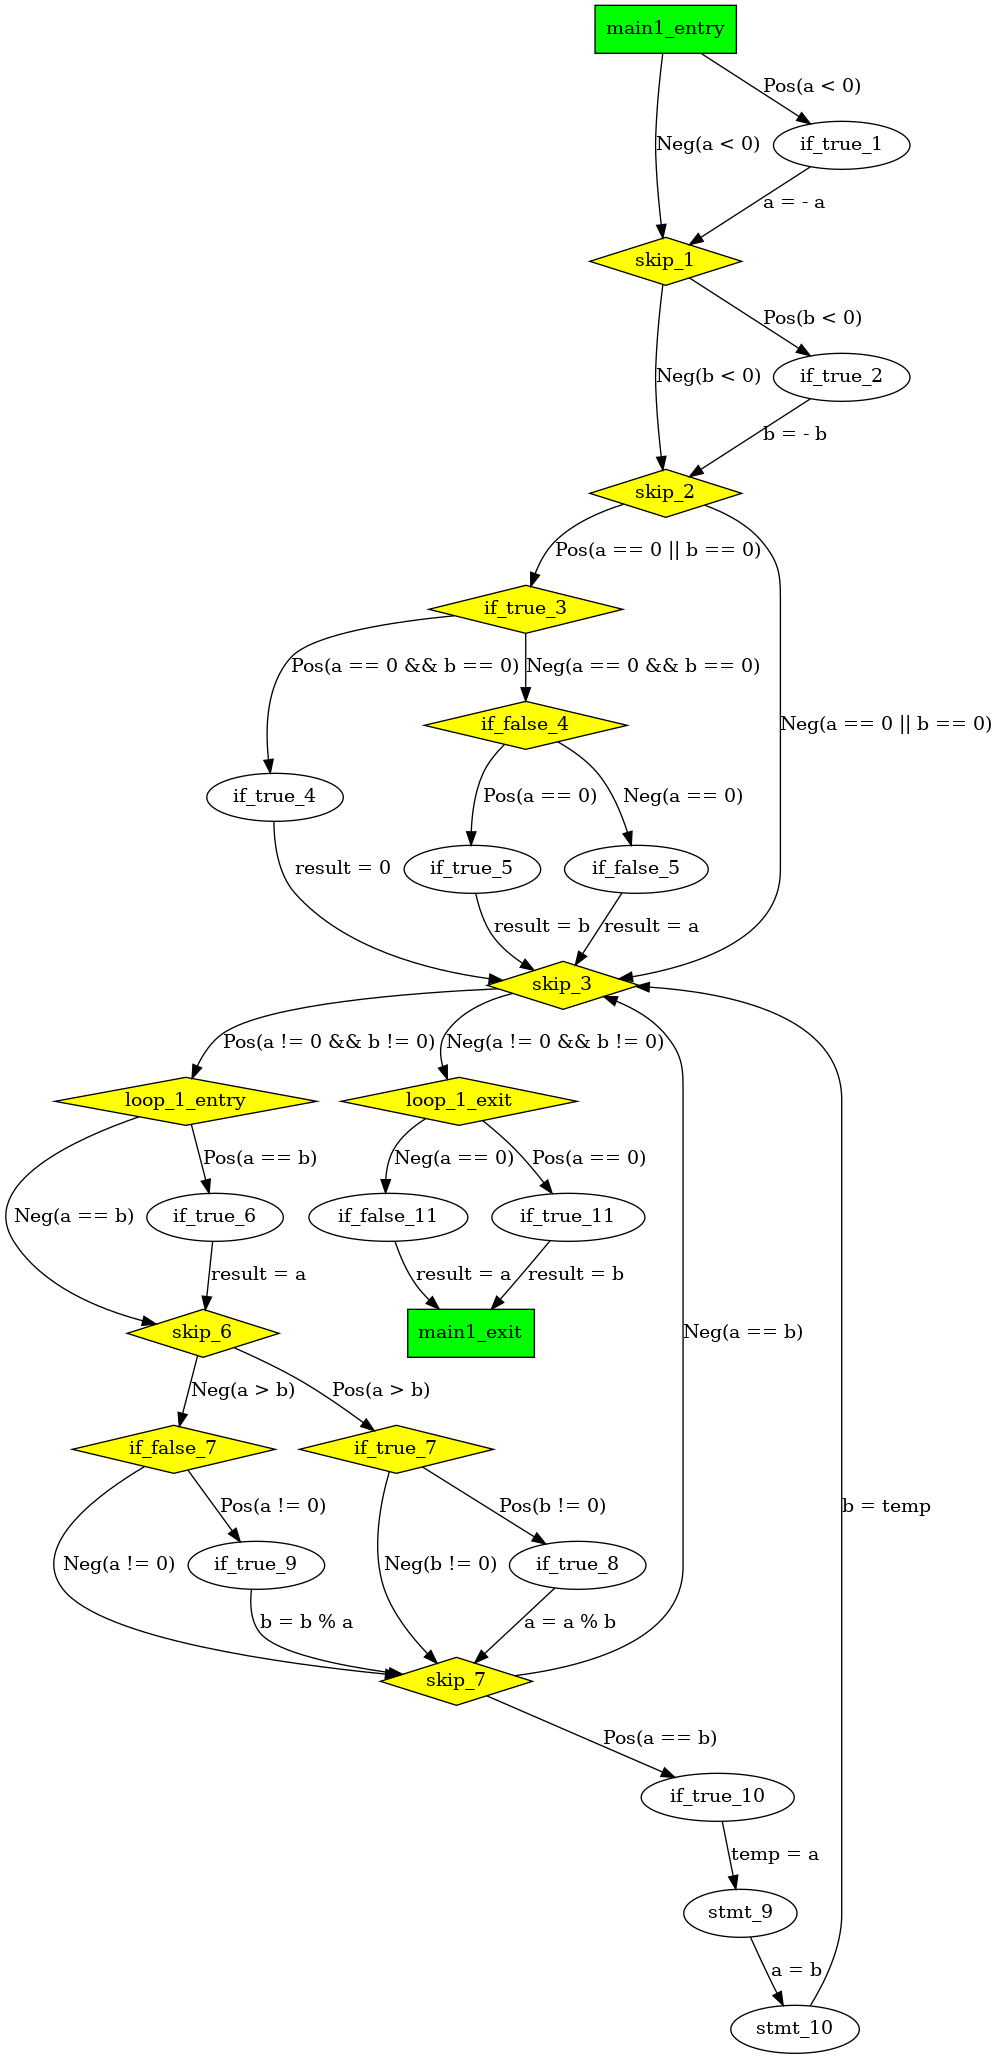 main1_entry
Pos(a < 0)
Neg(a < 0)
if_true_1
a = - a
skip_1
Pos(b < 0)
Neg(b < 0)
if_true_2
b = - b
skip_2
Pos(a == 0 || b == 0)
if_true_3
Pos(a == 0 && b == 0)
Neg(a == 0 && b == 0)
if_false_4
Neg(a == 0 || b == 0)
if_true_4
Pos(a == 0)
Neg(a == 0)
result = 0
if_true_5
if_false_5
result = b
result = a
skip_3
Pos(a != 0 && b != 0)
Neg(a != 0 && b != 0)
loop_1_entry
loop_1_exit
Pos(a == b)
Neg(a == 0)
Pos(a == 0)
Neg(a == b)
if_true_6
if_false_11
if_true_11
result = a
result = a
result = b
skip_6
main1_exit
Neg(a == b)
Neg(a > b)
Pos(a > b)
if_false_7
if_true_7
Pos(a != 0)
Pos(b != 0)
b = temp
Neg(a != 0)
if_true_9
Neg(b != 0)
if_true_8
b = b % a
a = a % b
skip_7
Pos(a == b)
if_true_10
temp = a
stmt_9
a = b
stmt_10